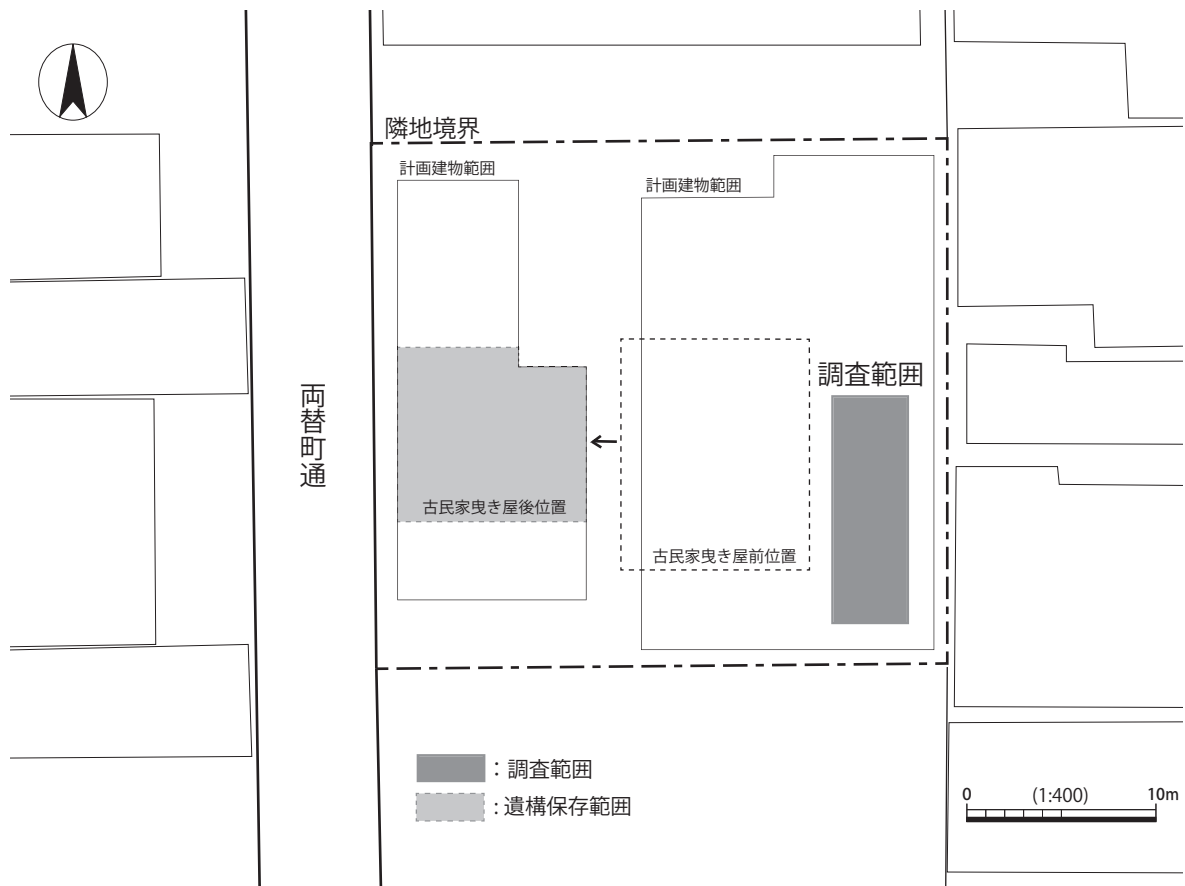 隣地境界
計画建物範囲
計画建物範囲
調査範囲
両替町通
古民家曳き屋後位置
古民家曳き屋前位置
：調査範囲
：遺構保存範囲
0 (1:400) 10m